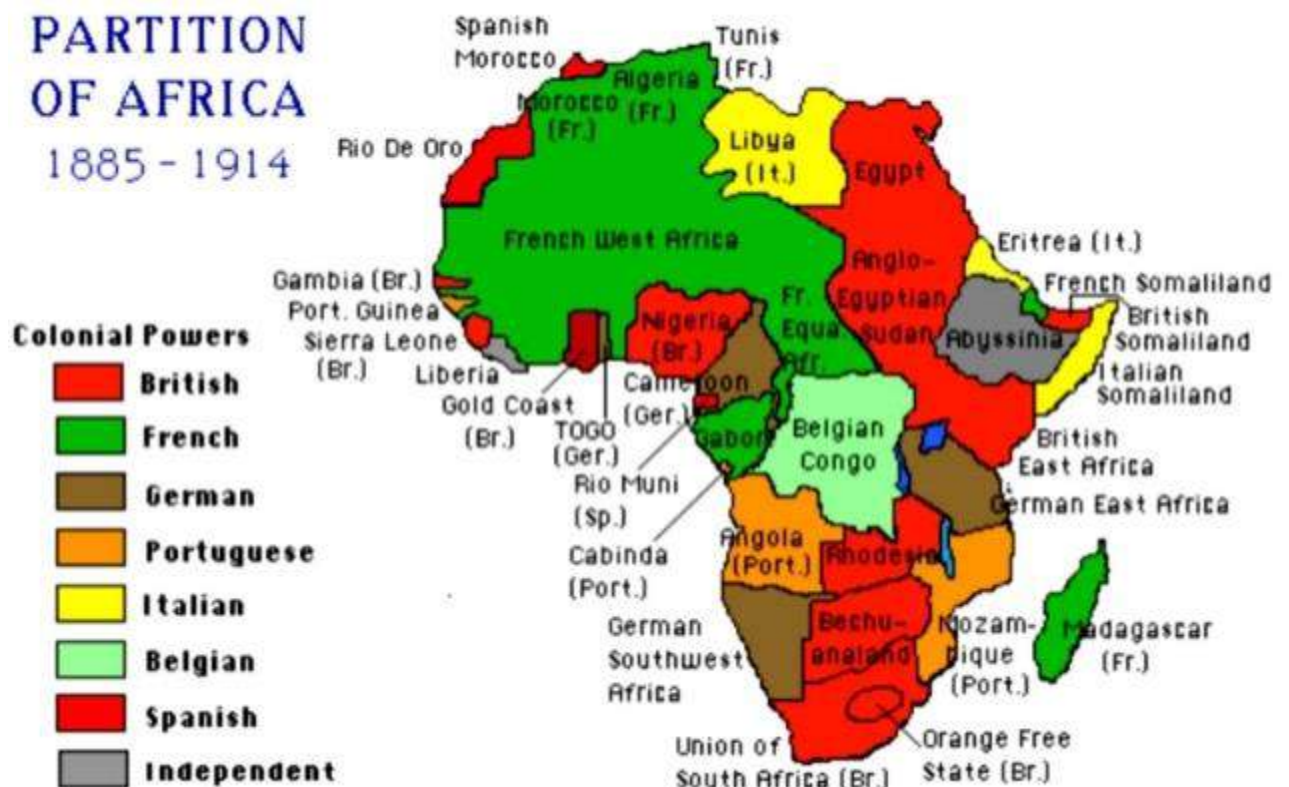 PARTITION
OF AFRICA
1885 - 1914
Spanish
Morocco
Tunis
(Fr.)
Algeria
(Fr.)
Morocco
(Fr.)
Rio De Oro
Libya
(It.)
Egypt
French West Africa
Anglo-
Egyptian
Sudan
Eritrea (It.)
French Somaliland
British
Somaliland
Italian
Somaliland
Abyssinia
Gambia (Br.)
Port. Guinea
Sierra Leone
(Br.)
Liberia
Gold Coast
(Br.)
TOGO
(Ger.)
Nigeria
(Br.)
Fr.
Equa.
Afr.
Cameroon
(Ger.)
Rio Muni
(Sp.)
Gabon
Cabinda
(Port.)
Belgian
Congo
British
East Africa
German East Africa
Angola
(Port.)
Rhodesia
German
Southwest
Africa
Bechu-
analand
Mozam-
bique
(Port.)
Madagascar
(Fr.)
Union of
South Africa (Br.)
Orange Free
State (Br.)
Colonial Powers
British
French
German
Portuguese
Italian
Belgian
Spanish
Independent